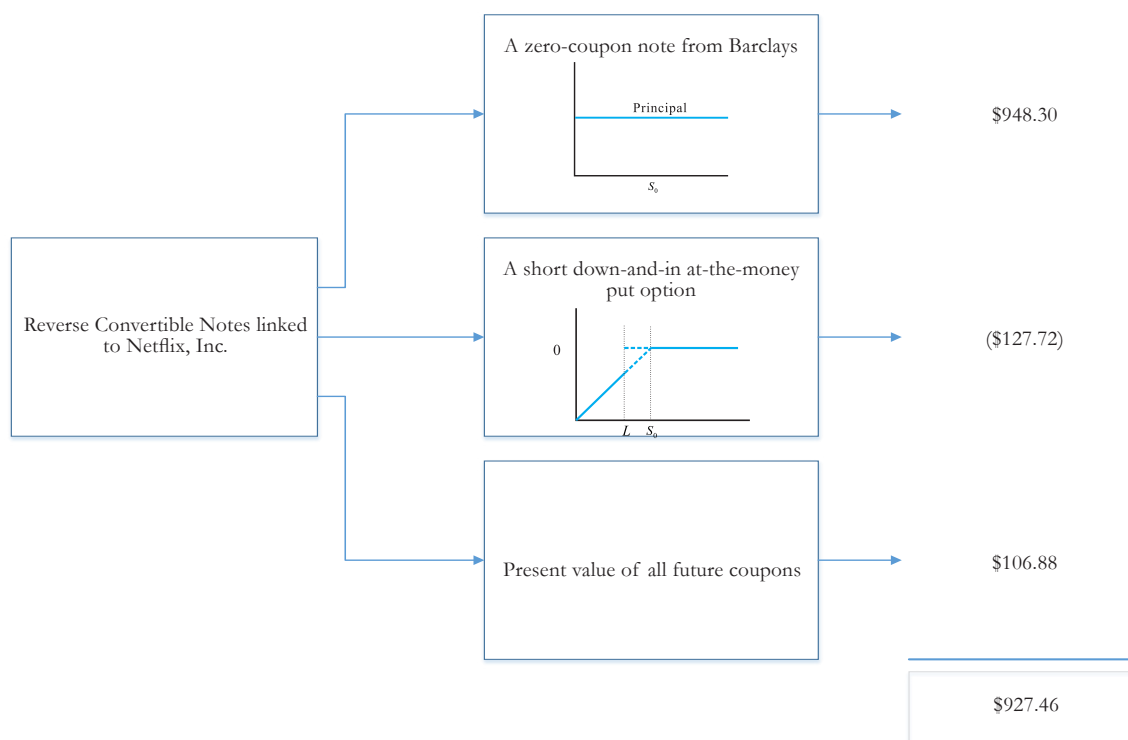 A zero-coupon note from Barclays
Principal
S₀
$948.30
Reverse Convertible Notes linked
to Netflix, Inc.
A short down-and-in at-the-money
put option
0
L S₀
($127.72)
Present value of all future coupons
$106.88
$927.46